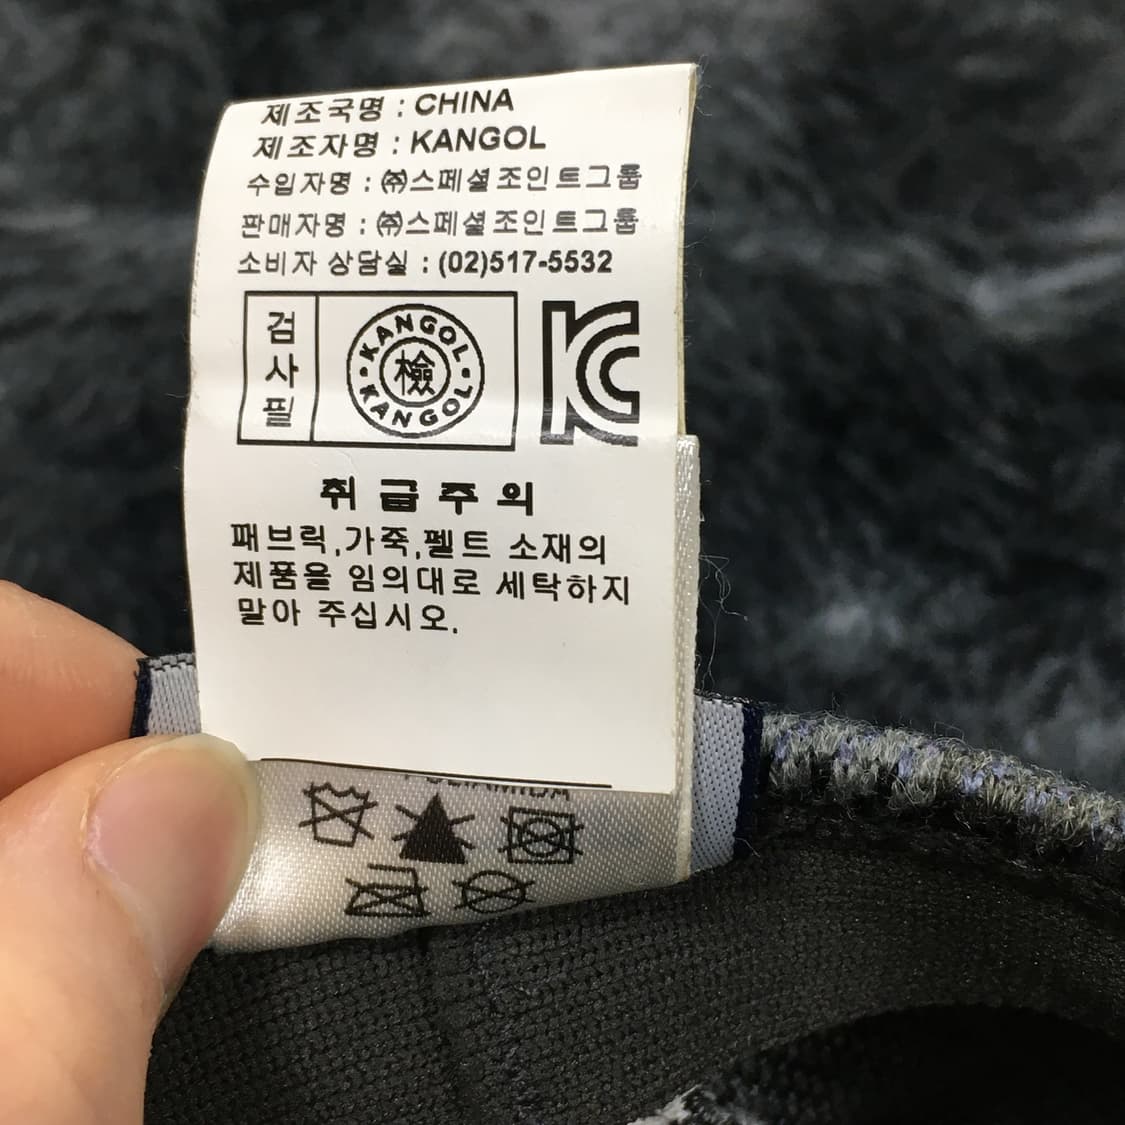 제조국명 : CHINA
제조자명 : KANGOL
수입자명 : ㈜스페셜조인트그룹
판매자명 : ㈜스페셜조인트그룹
소비자 상담실 : (02)517-5532
검사필
KANGOL
檢
KANGOL
KC
취급주의
패브릭,가죽,펠트 소재의
제품을 임의대로 세탁하지
말아 주십시오.